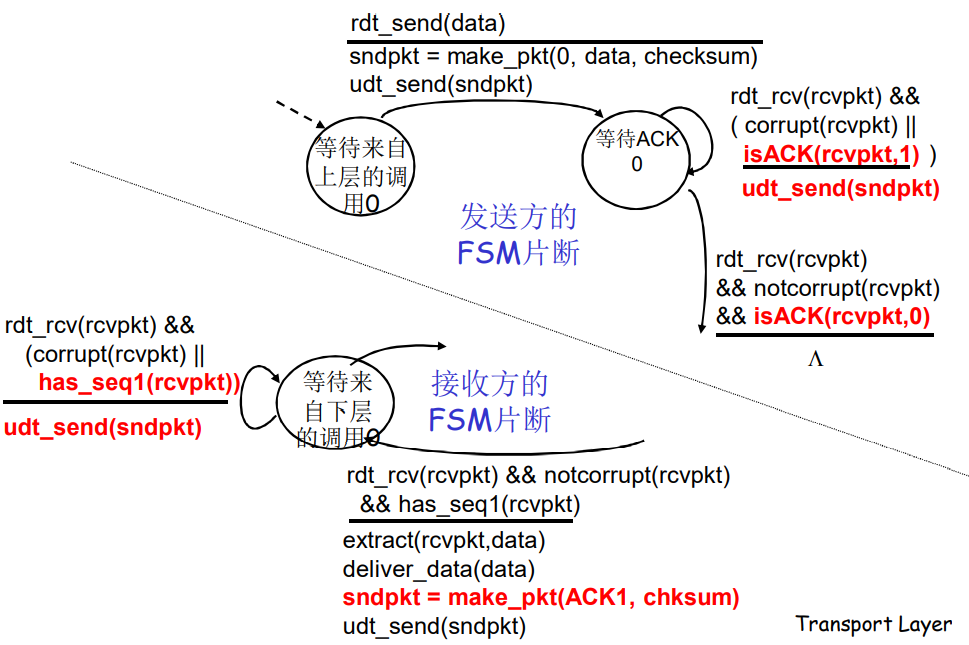 rdt_send(data)
sndpkt = make_pkt(0, data, checksum)
udt_send(sndpkt)
等待来自
上层的调
用0
等待ACK
0
rdt_rcv(rcvpkt) &&
( corrupt(rcvpkt) ||
isACK(rcvpkt,1) )
udt_send(sndpkt)
发送方的
FSM片断
rdt_rcv(rcvpkt)
&& notcorrupt(rcvpkt)
&& isACK(rcvpkt,0)
Λ
rdt_rcv(rcvpkt) &&
(corrupt(rcvpkt) ||
has_seq1(rcvpkt))
udt_send(sndpkt)
等待来
自下层
的调用0
接收方的
FSM片断
rdt_rcv(rcvpkt) && notcorrupt(rcvpkt)
&& has_seq1(rcvpkt)
extract(rcvpkt,data)
deliver_data(data)
sndpkt = make_pkt(ACK1, chksum)
udt_send(sndpkt)
Transport Layer